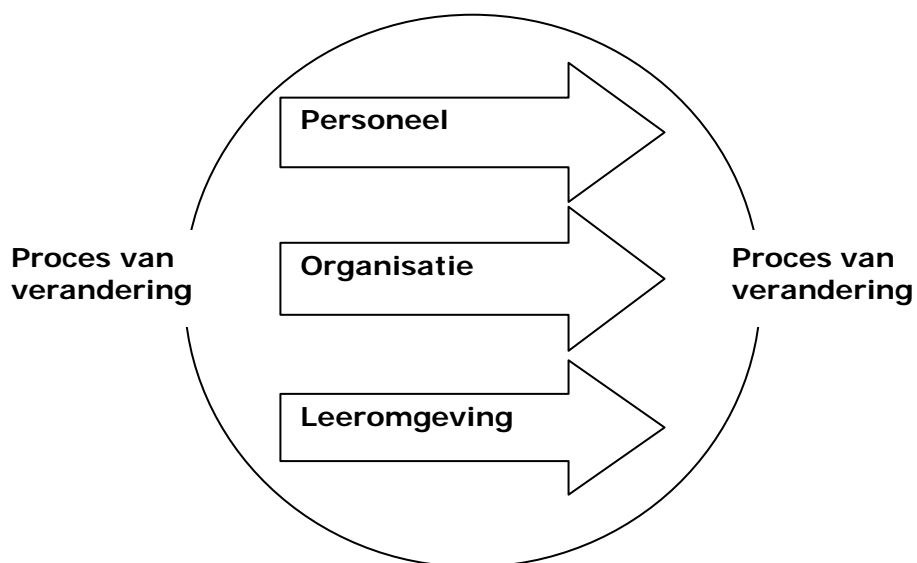 Personeel
Proces van
verandering
Organisatie
Proces van
verandering
Leeromgeving